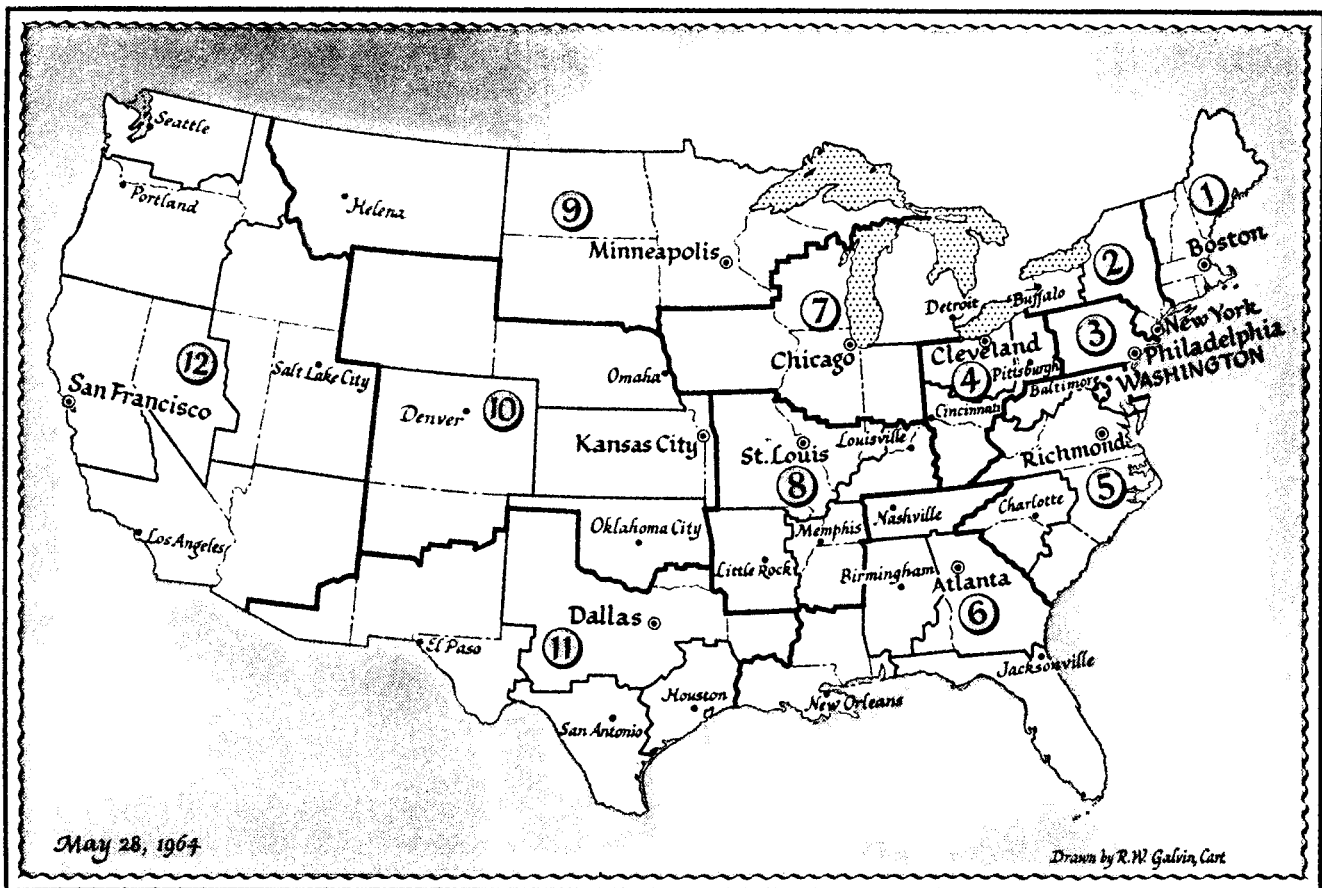 Seattle
Portland
Helena
9
Minneapolis
1
Boston
2
Detroit
Buffalo
7
Chicago
New York
3
Philadelphia
Cleveland
Pittsburgh
WASHINGTON
Baltimore
4
Cincinnati
12
Salt Lake City
Omaha
San Francisco
Denver
10
Kansas City
St. Louis
Louisville
Richmond
8
5
Los Angeles
Oklahoma City
Memphis
Nashville
Charlotte
Little Rock
Birmingham
Atlanta
6
Dallas
11
El Paso
Jacksonville
Houston
New Orleans
San Antonio
May 28, 1964
Drawn by R.W. Galvin, Cart.